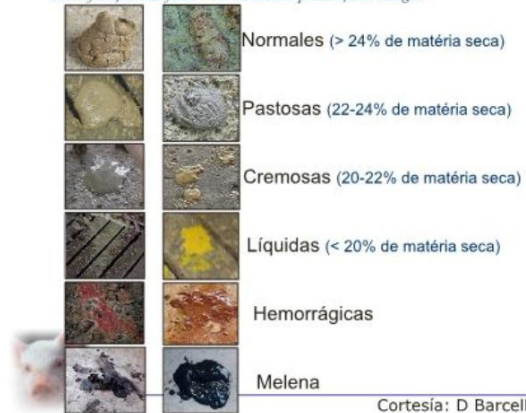 Normales (> 24% de matéria seca)
Pastosas (22-24% de matéria seca)
Cremosas (20-22% de matéria seca)
Líquidas (< 20% de matéria seca)
Hemorrágicas
Melena
Cortesía: D Barcell